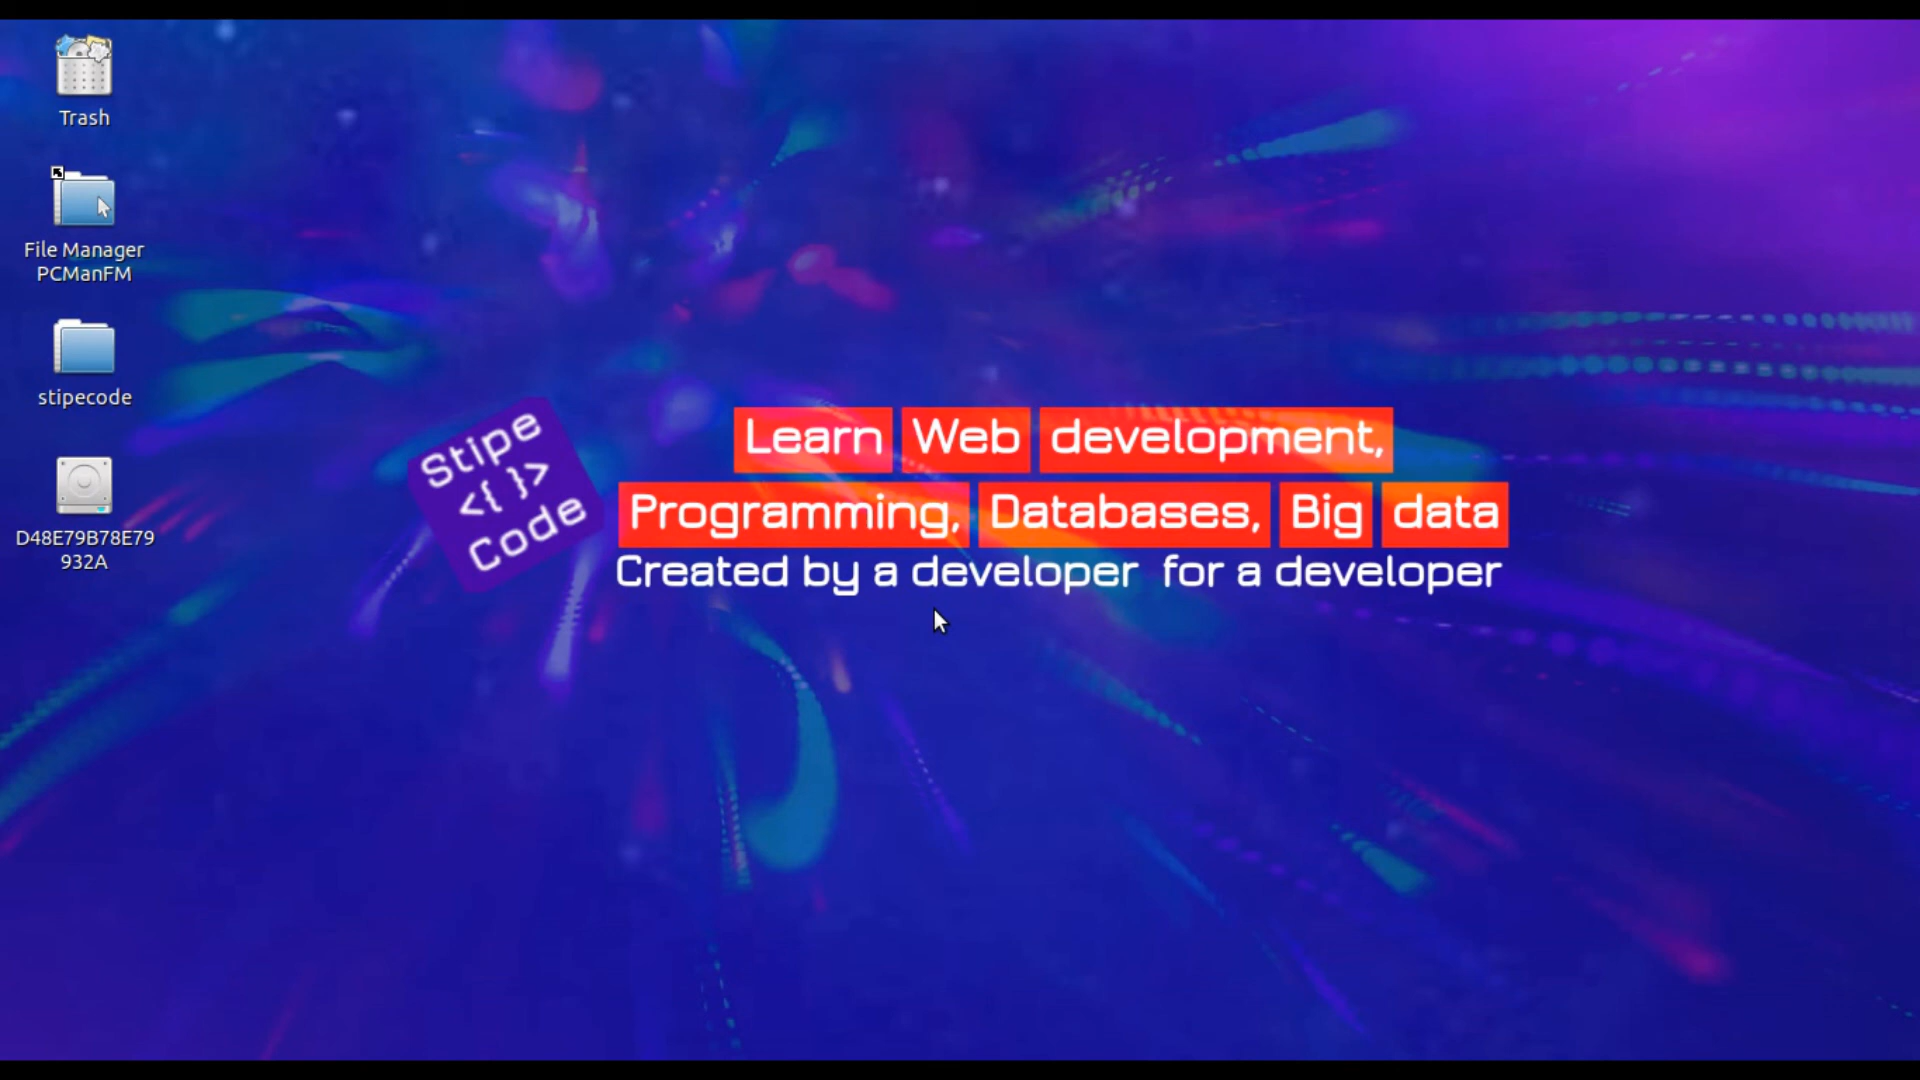 Trash
File Manager
PCManFM
stipecode
D48E79B78E79
932A
Stipe
<{ }>
Code
Learn Web development,
Programming, Databases, Big data
Created by a developer for a developer